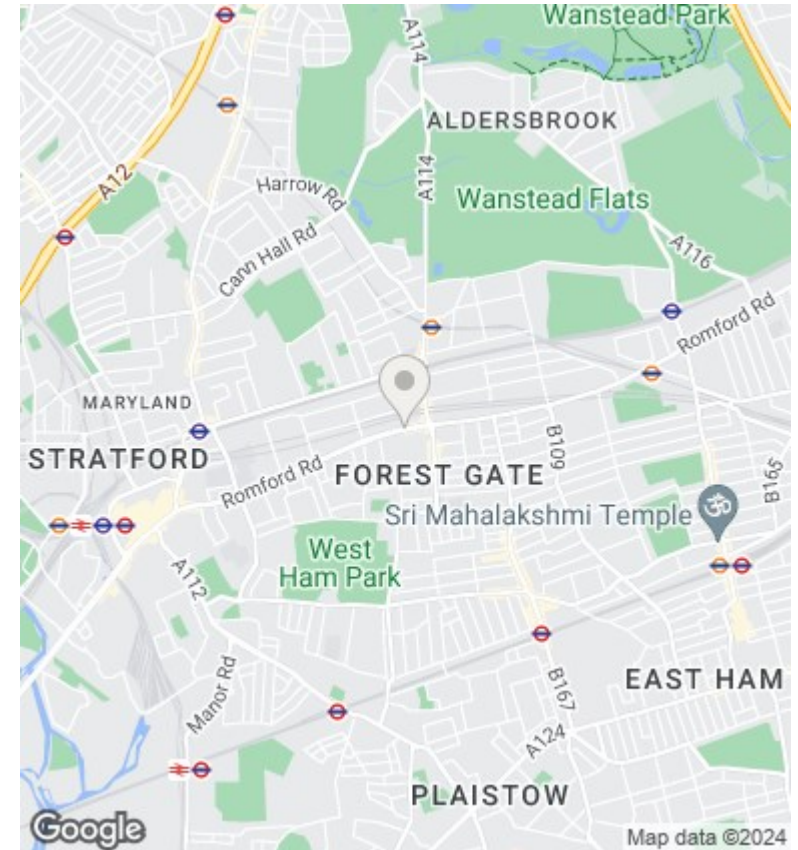 Wanstead Park
A114
ALDERSBROOK
A12
Harrow Rd
A114
Wanstead Flats
Cann Hall Rd
A116
Romford Rd
MARYLAND
STRATFORD
Romford Rd
FOREST GATE
B109
B165
Sri Mahalakshmi Temple
West
Ham Park
A112
Manor Rd
B167
EAST HAM
A124
PLAISTOW
Google
Map data ©2024